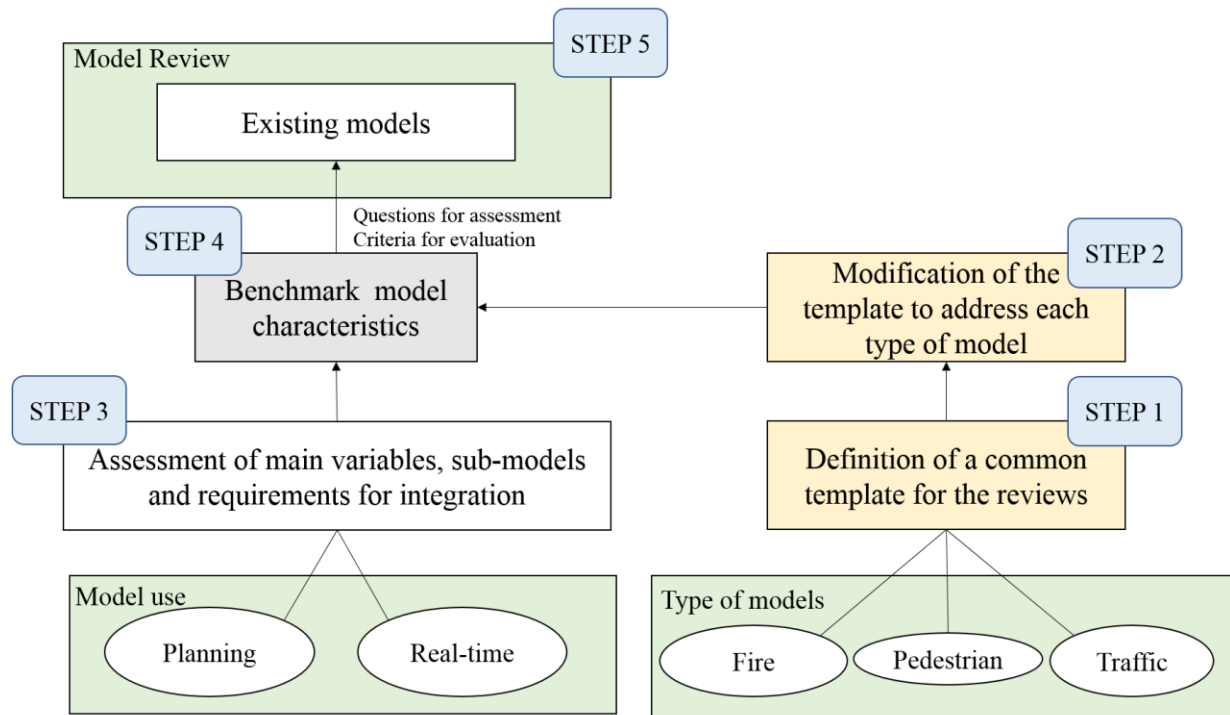 STEP 5
Model Review
Existing models
Questions for assessment
Criteria for evaluation
STEP 4
Benchmark model
characteristics
STEP 2
Modification of the
template to address each
type of model
STEP 3
Assessment of main variables, sub-models
and requirements for integration
STEP 1
Definition of a common
template for the reviews
Model use
Planning
Real-time
Type of models
Fire
Pedestrian
Traffic